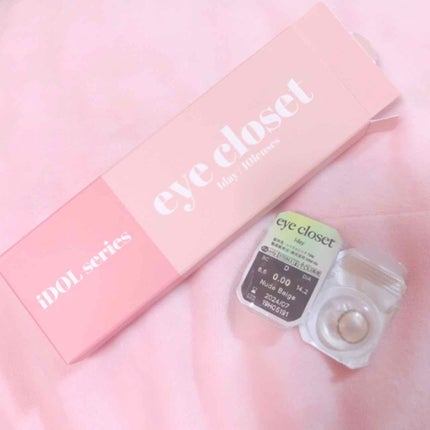 iDOL series
eye closet
1day . 10lenses
eye closet
1day
BC D DIA
8.6 0.00 14.2
Nude Beige
2024/07
19H05191